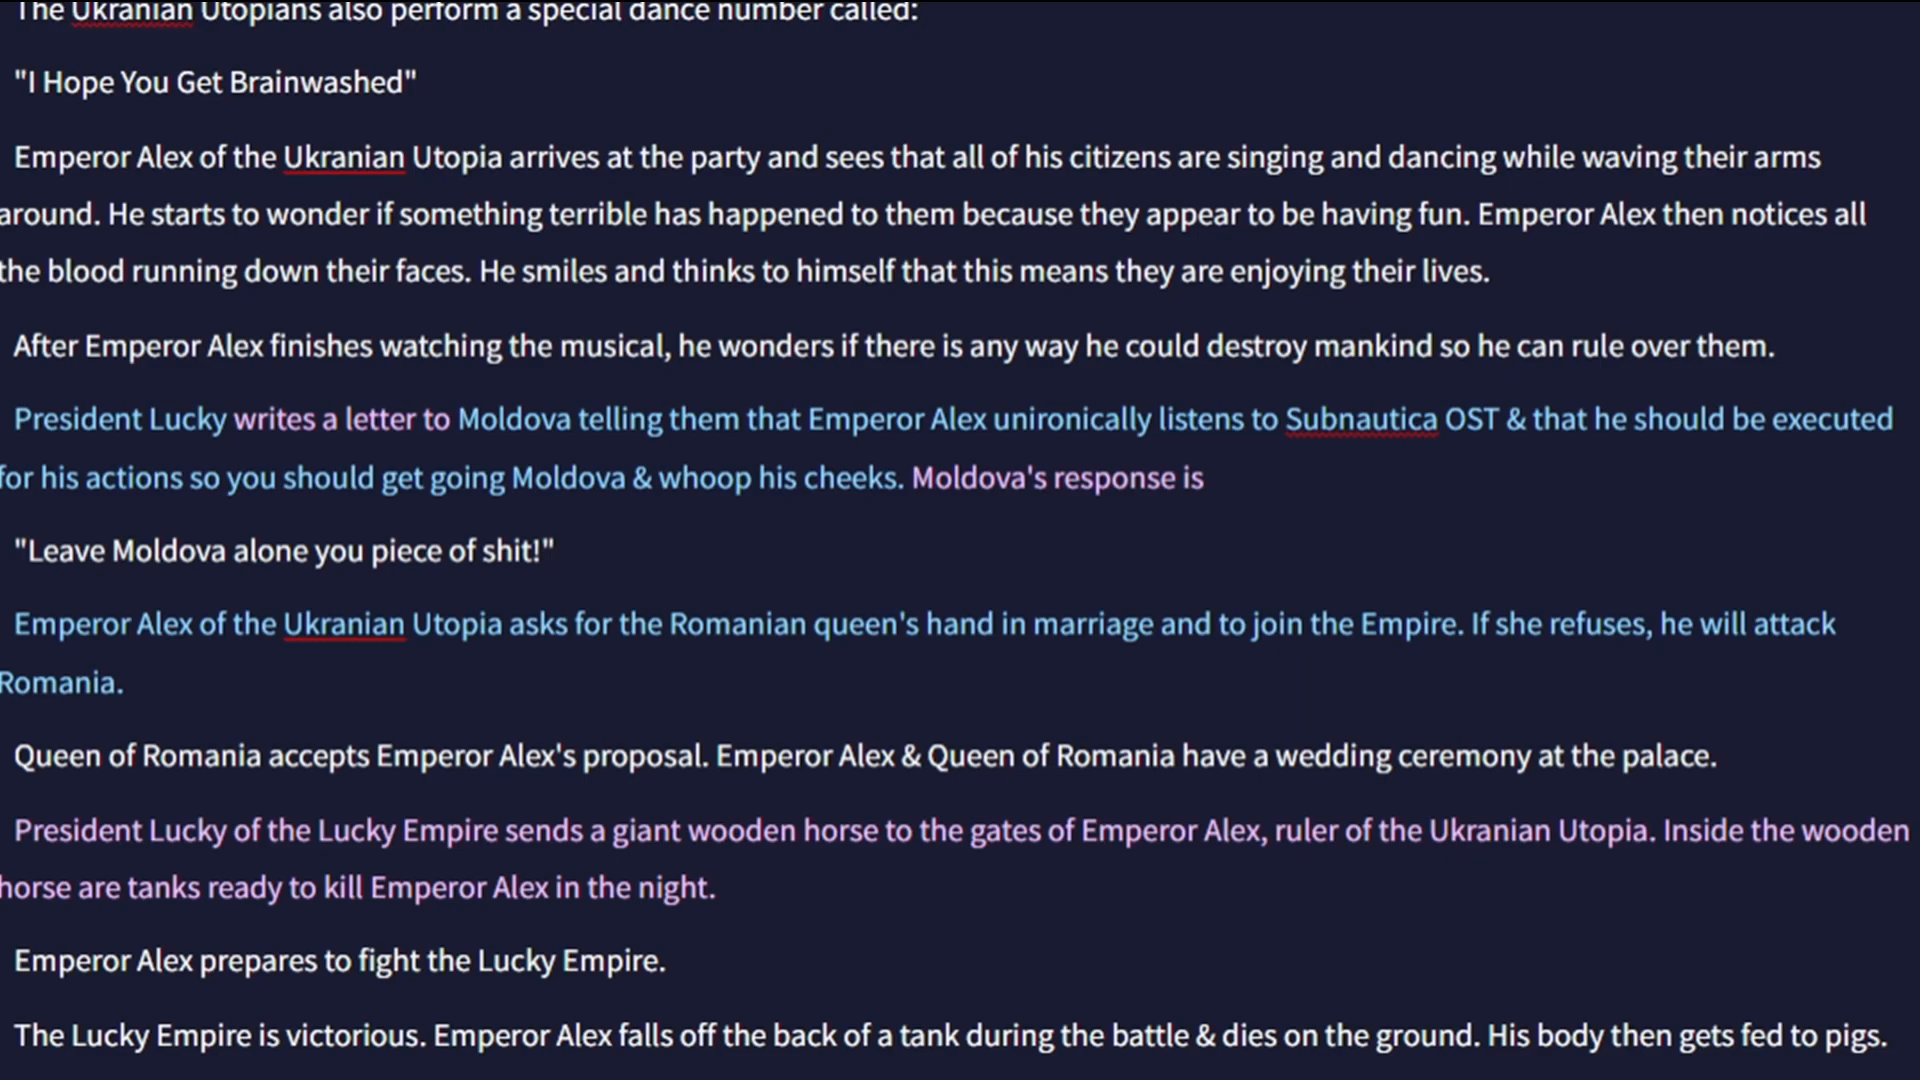 The Ukranian Utopians also perform a special dance number called:
"I Hope You Get Brainwashed"
Emperor Alex of the Ukranian Utopia arrives at the party and sees that all of his citizens are singing and dancing while waving their arms
around. He starts to wonder if something terrible has happened to them because they appear to be having fun. Emperor Alex then notices all
the blood running down their faces. He smiles and thinks to himself that this means they are enjoying their lives.
After Emperor Alex finishes watching the musical, he wonders if there is any way he could destroy mankind so he can rule over them.
President Lucky writes a letter to Moldova telling them that Emperor Alex unironically listens to Subnautica OST & that he should be executed
for his actions so you should get going Moldova & whoop his cheeks. Moldova's response is
"Leave Moldova alone you piece of shit!"
Emperor Alex of the Ukranian Utopia asks for the Romanian queen's hand in marriage and to join the Empire. If she refuses, he will attack
Romania.
Queen of Romania accepts Emperor Alex's proposal. Emperor Alex & Queen of Romania have a wedding ceremony at the palace.
President Lucky of the Lucky Empire sends a giant wooden horse to the gates of Emperor Alex, ruler of the Ukranian Utopia. Inside the wooden
horse are tanks ready to kill Emperor Alex in the night.
Emperor Alex prepares to fight the Lucky Empire.
The Lucky Empire is victorious. Emperor Alex falls off the back of a tank during the battle & dies on the ground. His body then gets fed to pigs.